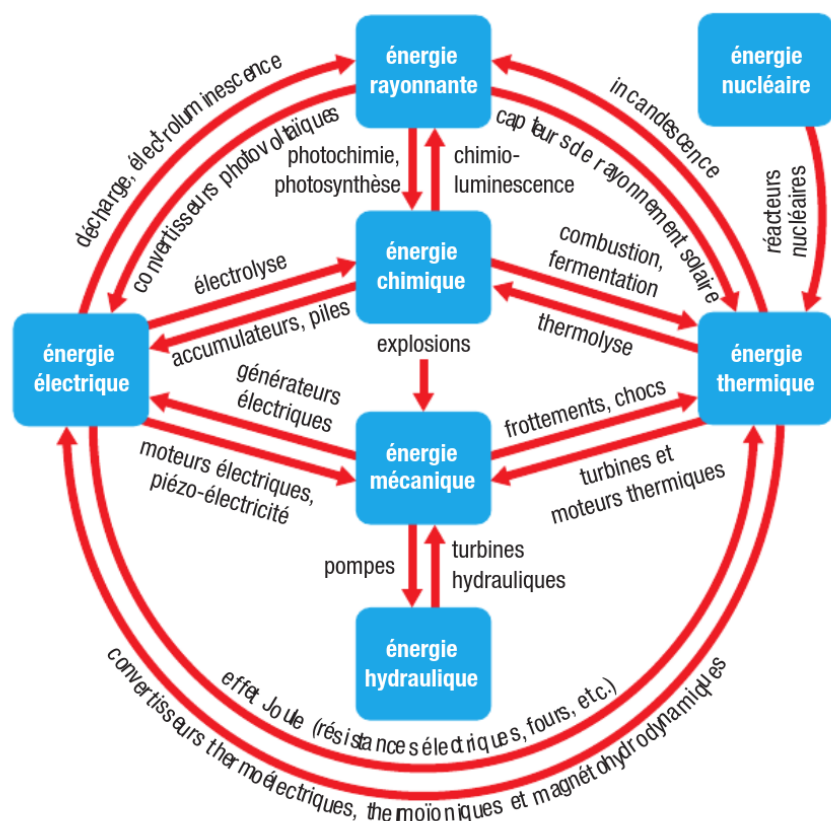 énergie
rayonnante
énergie
nucléaire
décharge, électroluminescence
convertisseurs photovoltaïques
photochimie,
photosynthèse
chimio-
luminescence
capteurs de rayonnement solaire
incandescence
réacteurs
nucléaires
énergie
chimique
électrolyse
accumulateurs, piles
combustion,
fermentation
thermolyse
explosions
énergie
électrique
énergie
thermique
générateurs
électriques
moteurs électriques,
piézo-électricité
énergie
mécanique
frottements, chocs
turbines et
moteurs thermiques
pompes
turbines
hydrauliques
énergie
hydraulique
effet Joule (résistances électriques, fours, etc.)
convertisseurs thermoélectriques, thermoïoniques et magnétohydrodynamiques